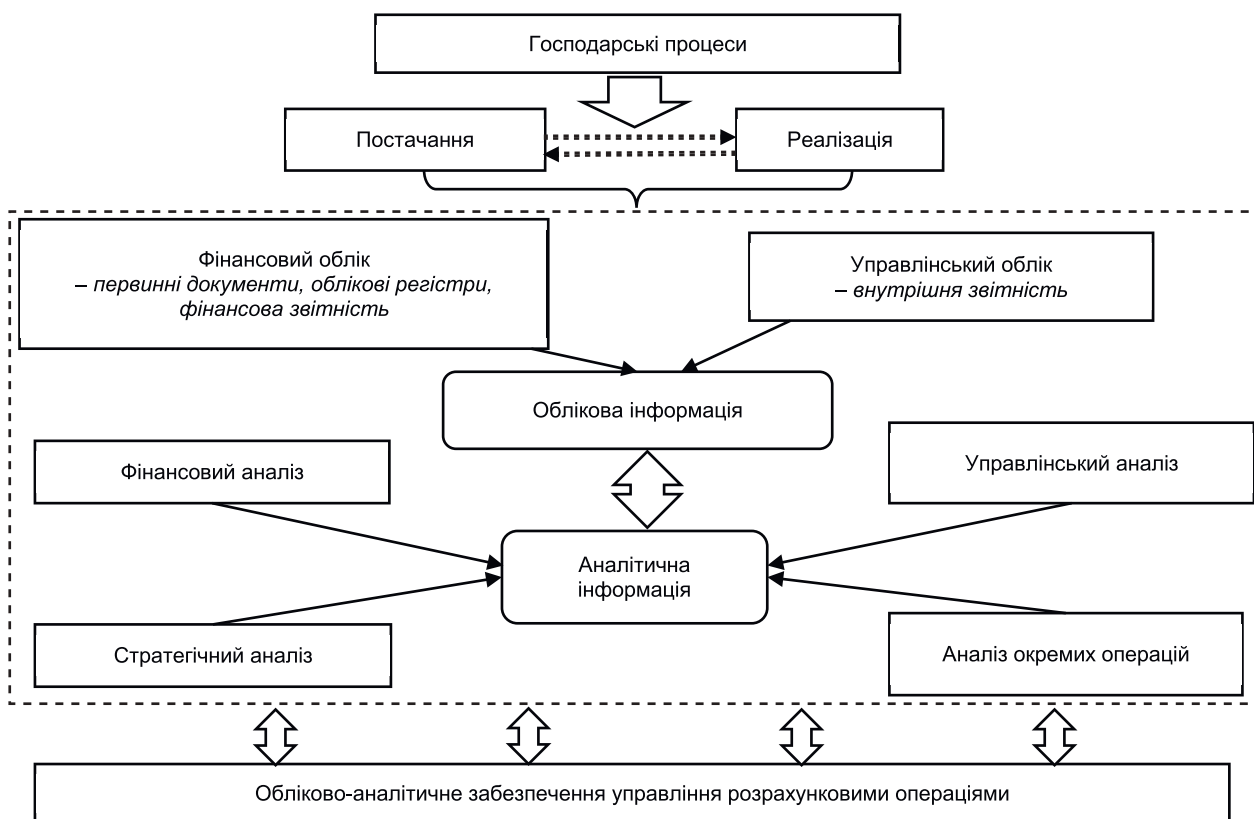 Господарські процеси
Постачання
Реалізація
Фінансовий облік
– первинні документи, облікові регістри,
фінансова звітність
Управлінський облік
– внутрішня звітність
Облікова інформація
Фінансовий аналіз
Управлінський аналіз
Аналітична
інформація
Стратегічний аналіз
Аналіз окремих операцій
Обліково-аналітичне забезпечення управління розрахунковими операціями